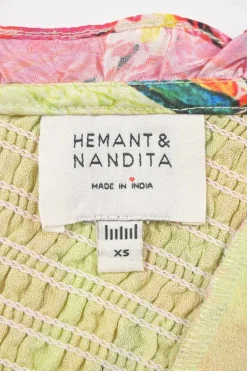 HEMANT &
NANDITA
MADE IN INDIA
XS